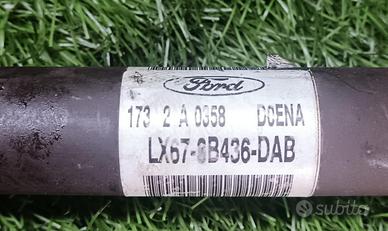 Ford
173 2 A 0358 DCENA
LX67-3B436-DAB
subito